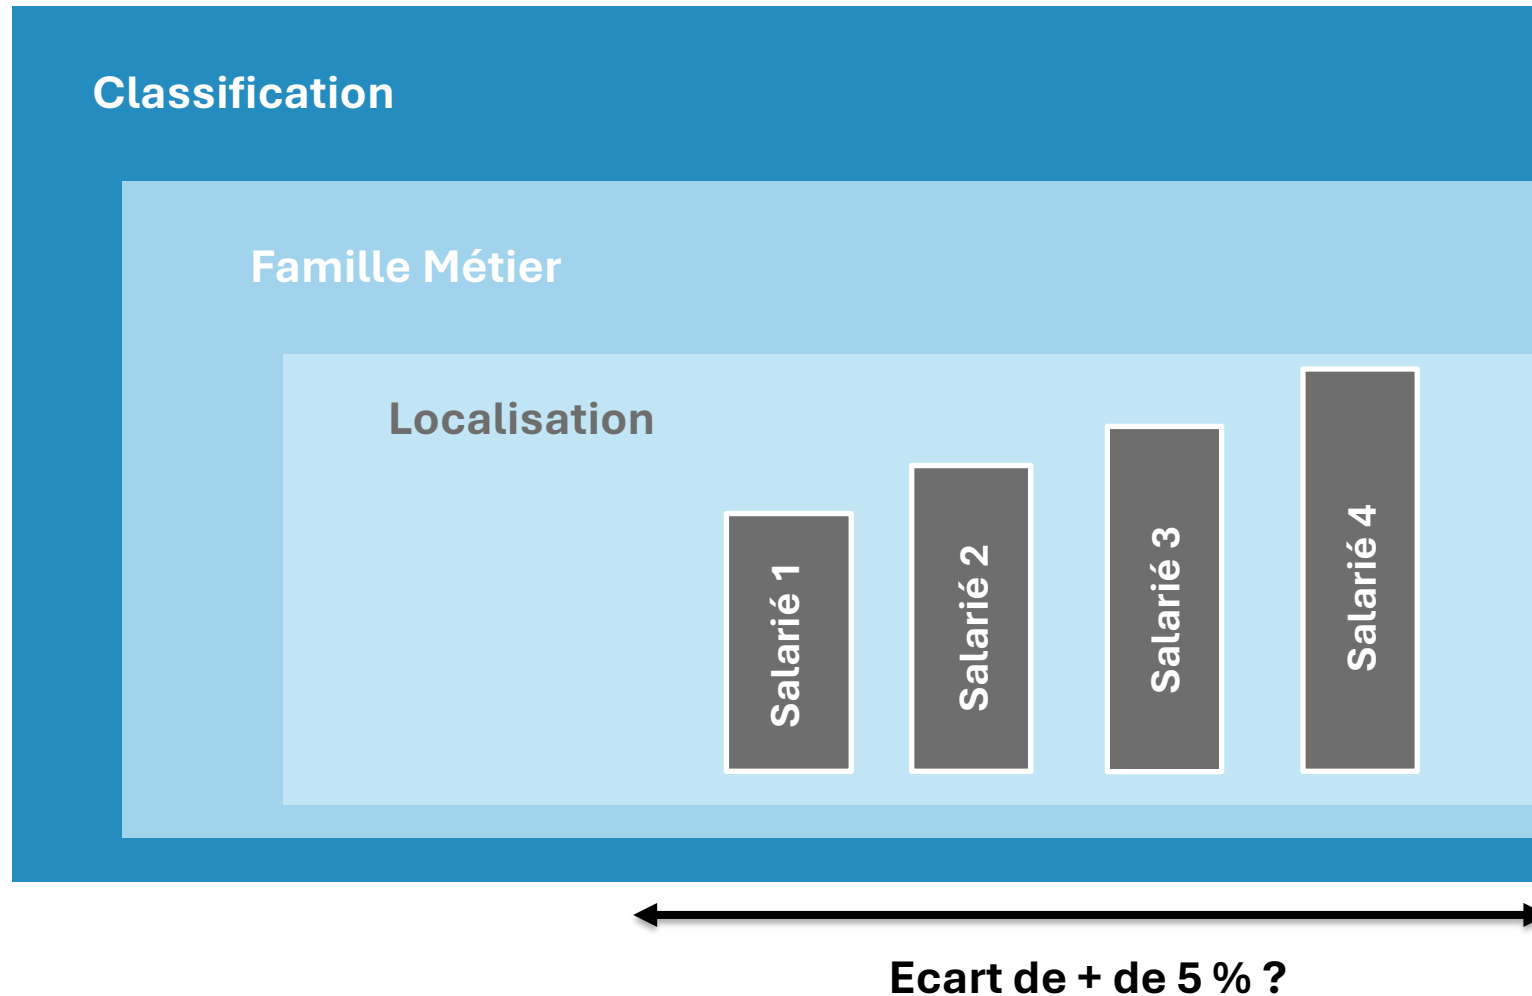 Classification
Famille Métier
Localisation
Salarié 1
Salarié 2
Salarié 3
Salarié 4
Ecart de + de 5 % ?